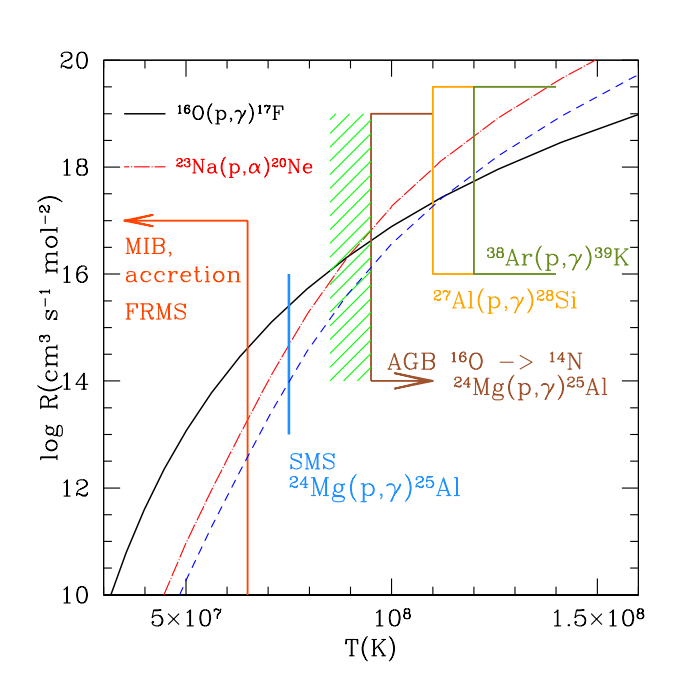 20
18
16
14
12
10
log R(cm³ s⁻¹ mol⁻²)
¹⁶O(p,γ)¹⁷F
²³Na(p,α)²⁰Ne
MIB,
accretion
FRMS
³⁸Ar(p,γ)³⁹K
²⁷Al(p,γ)²⁸Si
AGB ¹⁶O −> ¹⁴N
²⁴Mg(p,γ)²⁵Al
SMS
²⁴Mg(p,γ)²⁵Al
5×10⁷ 10⁸ 1.5×10⁸
T(K)